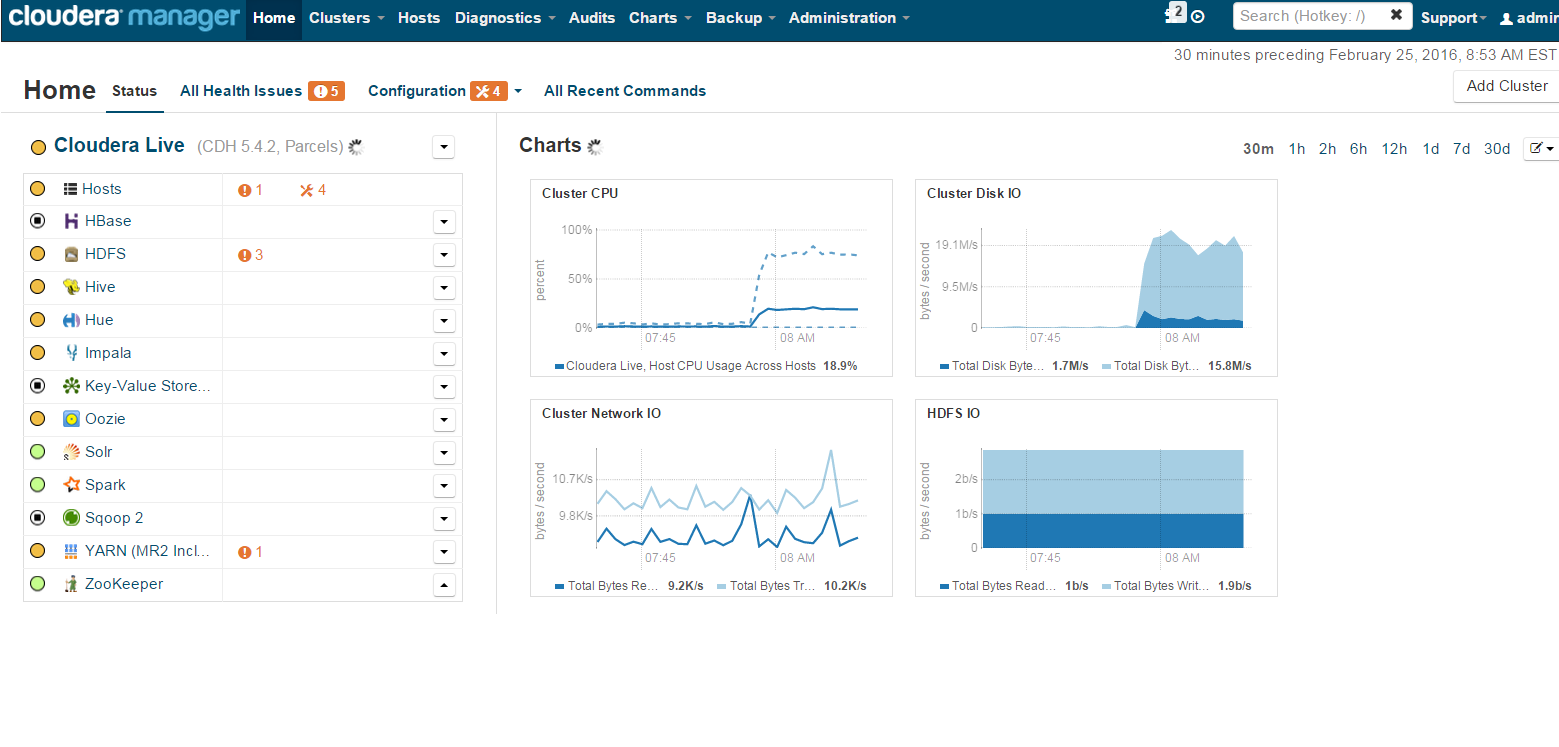 cloudera manager Home Clusters Hosts Diagnostics Audits Charts Backup Administration 2 Search (Hotkey: /) Support admin
30 minutes preceding February 25, 2016, 8:53 AM EST
Home Status All Health Issues 5 Configuration 4 All Recent Commands Add Cluster
Cloudera Live (CDH 5.4.2, Parcels)
Hosts 1 4
HBase
HDFS 3
Hive
Hue
Impala
Key-Value Store...
Oozie
Solr
Spark
Sqoop 2
YARN (MR2 Incl... 1
ZooKeeper
Charts 30m 1h 2h 6h 12h 1d 7d 30d
Cluster CPU
percent
100%
50%
0%
07:45 08 AM
Cloudera Live, Host CPU Usage Across Hosts 18.9%
Cluster Disk IO
bytes / second
19.1M/s
9.5M/s
0
07:45 08 AM
Total Disk Byte... 1.7M/s Total Disk Byt... 15.8M/s
Cluster Network IO
bytes / second
10.7K/s
9.8K/s
07:45 08 AM
Total Bytes Re... 9.2K/s Total Bytes Tr... 10.2K/s
HDFS IO
bytes / second
2b/s
1b/s
0
07:45 08 AM
Total Bytes Read... 1b/s Total Bytes Writ... 1.9b/s